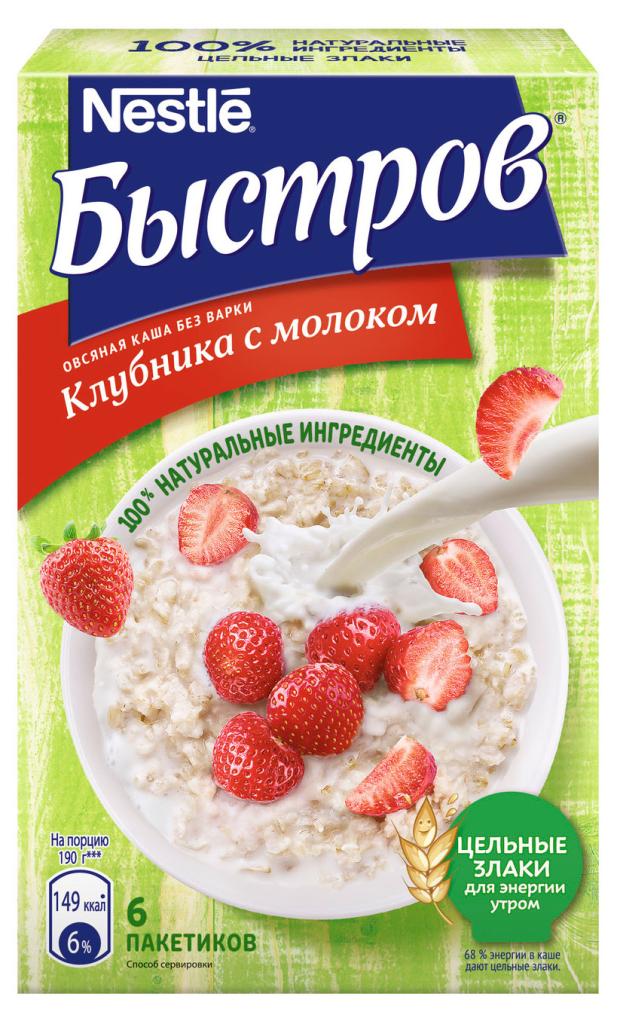 100% НАТУРАЛЬНЫЕ ИНГРЕДИЕНТЫ
ЦЕЛЬНЫЕ ЗЛАКИ
Nestlé®
Быстров®
ОВСЯНАЯ КАША БЕЗ ВАРКИ
Клубника с молоком
100% НАТУРАЛЬНЫЕ ИНГРЕДИЕНТЫ
ЦЕЛЬНЫЕ
ЗЛАКИ
для энергии
утром
68 % энергии в каше
дают цельные злаки.
На порцию
190 г***
149 ккал*
6%
6
ПАКЕТИКОВ
Способ сервировки